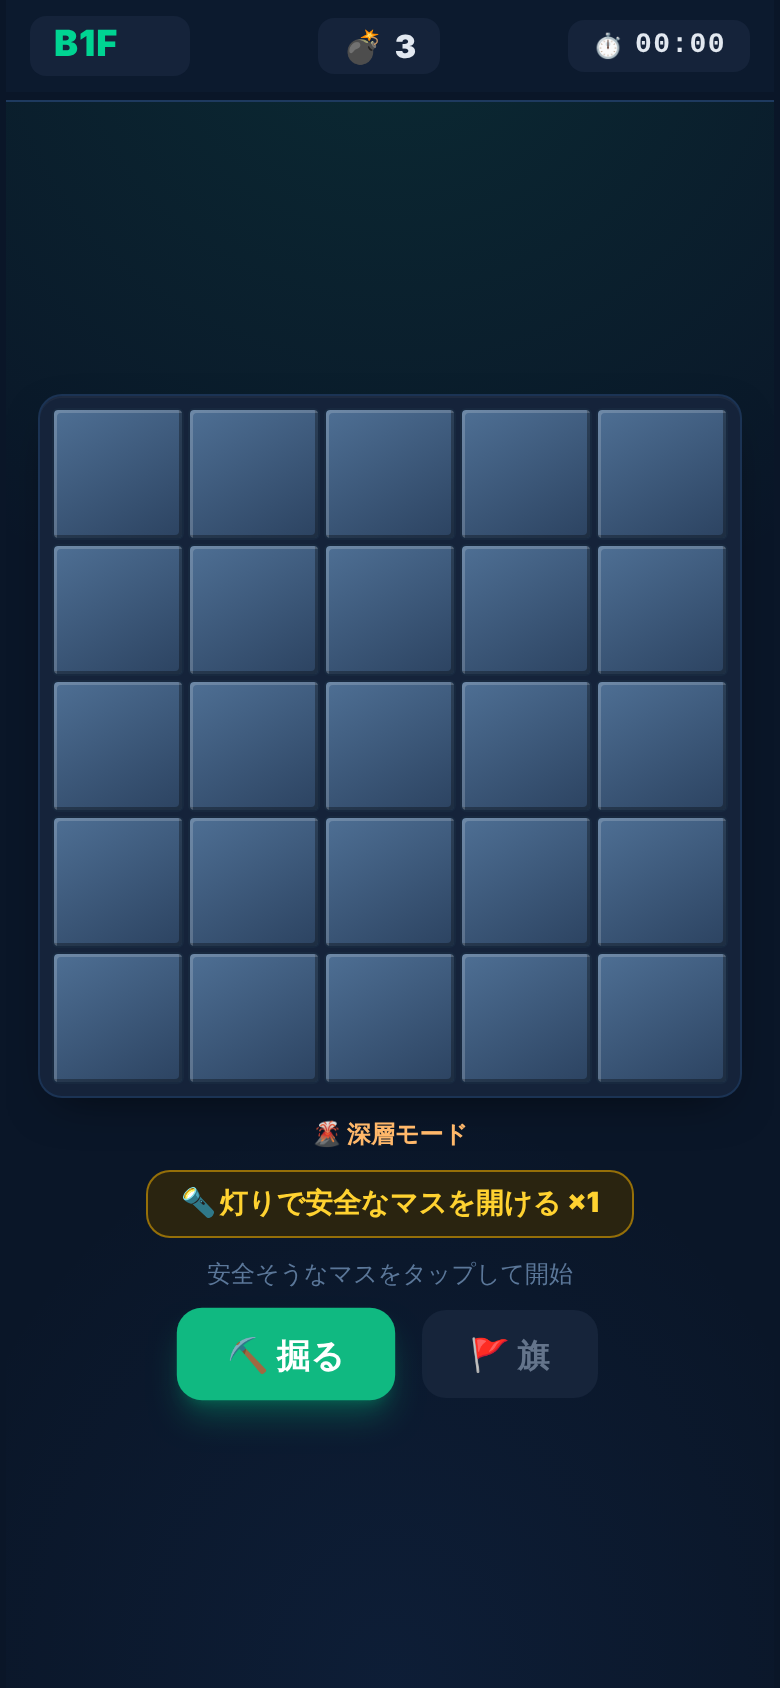 B1F
💣 3
⏱️ 00:00
🌋 深層モード
🔦 灯りで安全なマスを開ける ×1
安全そうなマスをタップして開始
⛏️ 掘る
🚩 旗